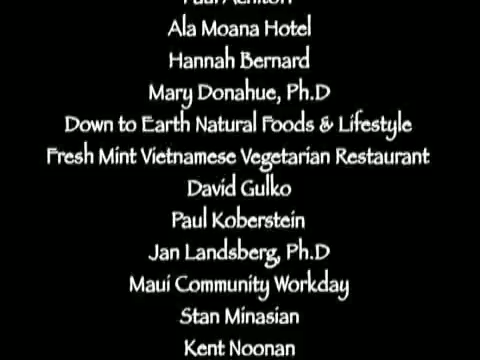 Ala Moana Hotel
Hannah Bernard
Mary Donahue, Ph.D
Down to Earth Natural Foods & Lifestyle
Fresh Mint Vietnamese Vegetarian Restaurant
David Gulko
Paul Koberstein
Jan Landsberg, Ph.D
Maui Community Workday
Stan Minasian
Kent Noonan